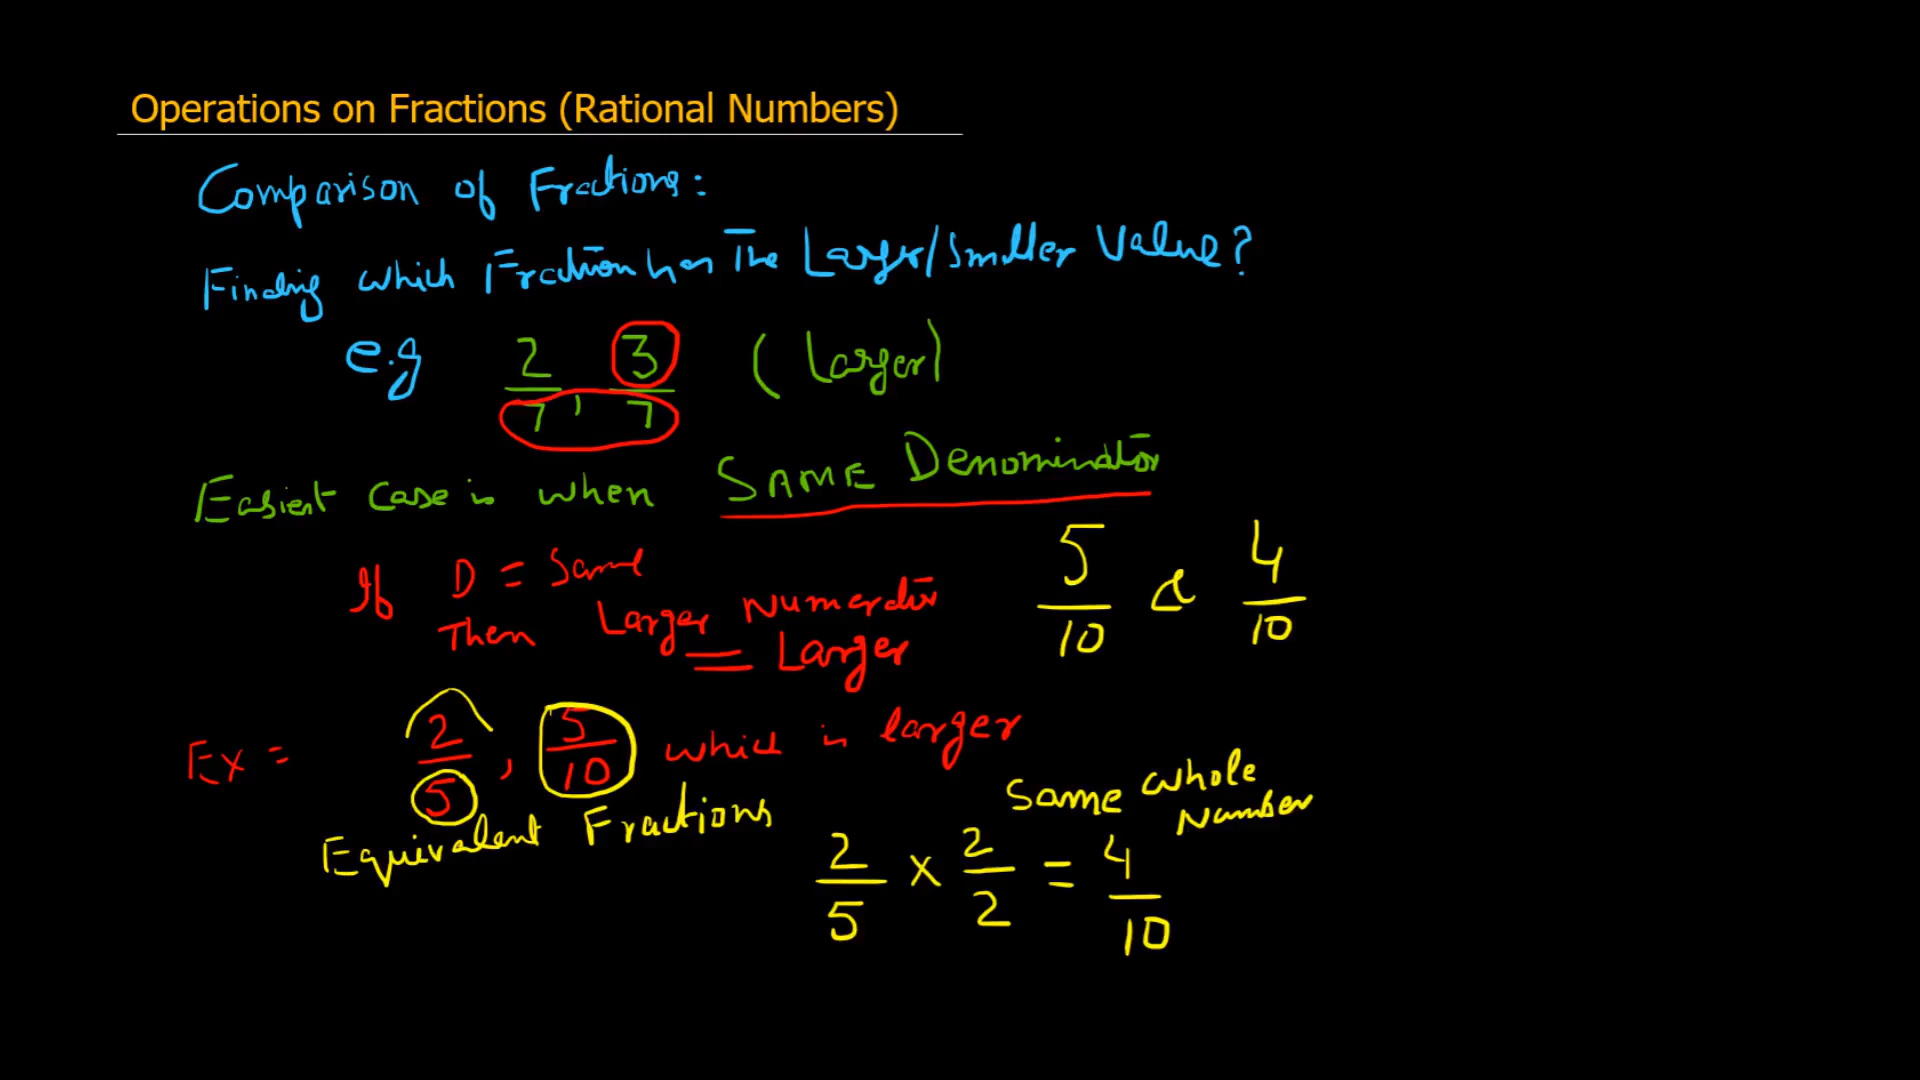 Operations on Fractions (Rational Numbers)
Comparison of Fractions:
Finding which Fraction has The Larger/Smaller Value?
e.g 2/7, 3/7 (Larger)
Easiest Case is when SAME Denominator
If D = Same
Then Larger Numerator
= Larger
5/10 & 4/10
Ex = 2/5, 5/10 which is larger
Equivalent Fractions
Same whole
Number
2/5 x 2/2 = 4/10